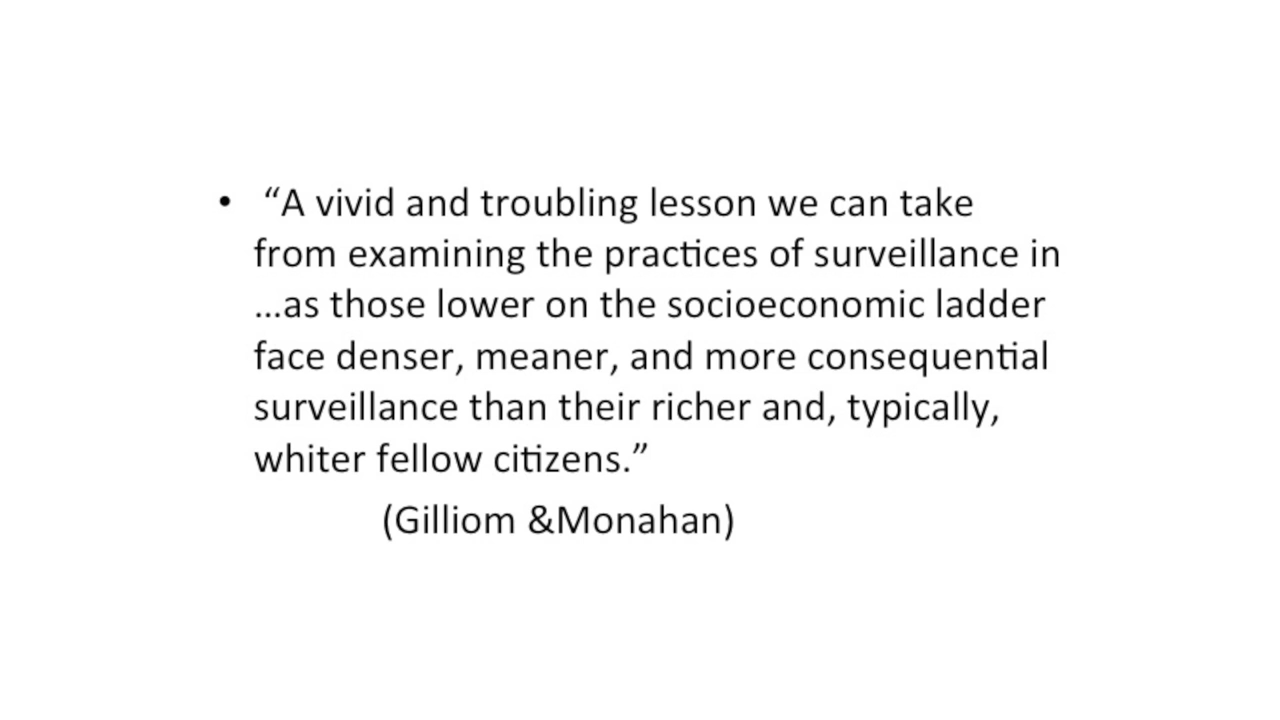 • “A vivid and troubling lesson we can take
from examining the practices of surveillance in
…as those lower on the socioeconomic ladder
face denser, meaner, and more consequential
surveillance than their richer and, typically,
whiter fellow citizens.”
(Gilliom &Monahan)